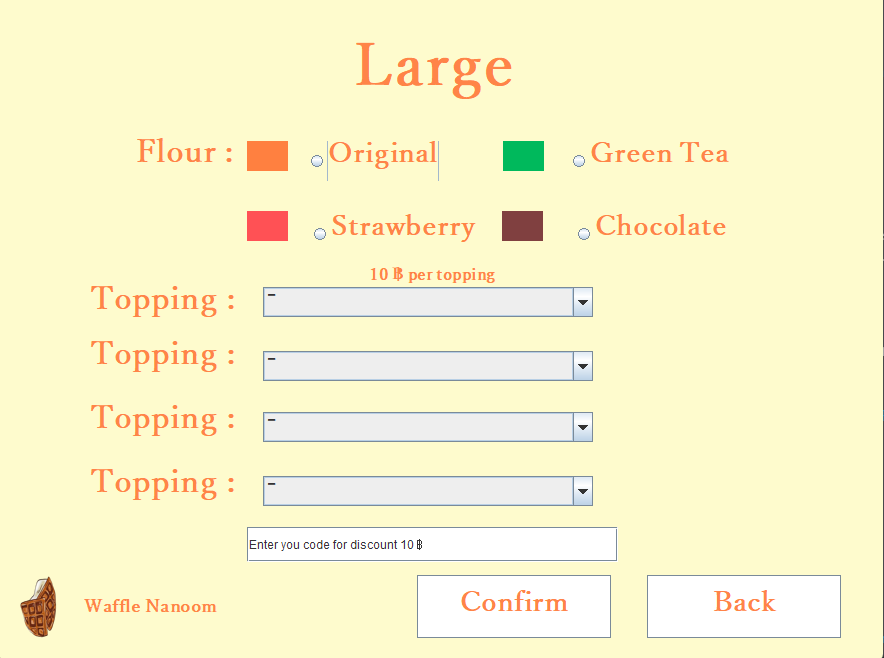 Large
Flour : Original Green Tea
Strawberry Chocolate
10 ฿ per topping
Topping : -
Topping : -
Topping : -
Topping : -
Enter you code for discount 10 ฿
Waffle Nanoom Confirm Back